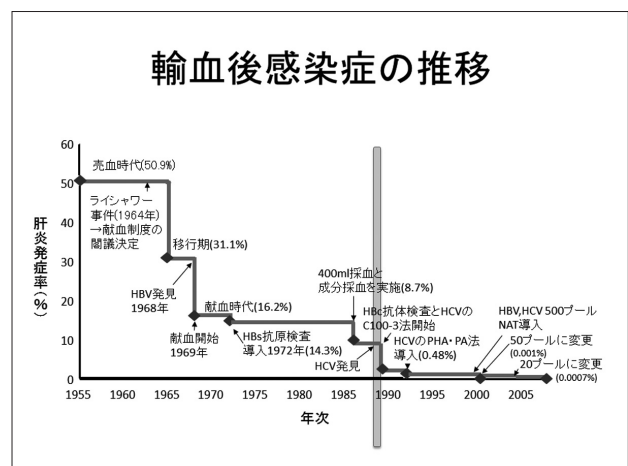 輸血後感染症の推移
肝炎発症率(%)
60
50
40
30
20
10
0
売血時代(50.9%)
ライシャワー
事件(1964年)
→献血制度の
閣議決定
移行期(31.1%)
HBV発見
1968年
献血時代(16.2%)
献血開始
1969年
HBs抗原検査
導入1972年(14.3%)
400ml採血と
成分採血を実施(8.7%)
HBc抗体検査とHCVの
C100-3法開始
HCV発見
HCVのPHA・PA法
導入(0.48%)
HBV,HCV 500プール
NAT導入
50プールに変更
(0.001%)
20プールに変更
(0.0007%)
1955 1960 1965 1970 1975 1980 1985 1990 1995 2000 2005
年次